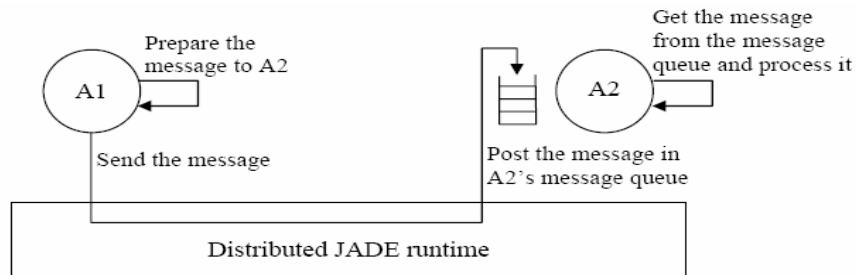 Prepare the
message to A2
A1
Send the message
Get the message
from the message
queue and process it
A2
Post the message in
A2's message queue
Distributed JADE runtime